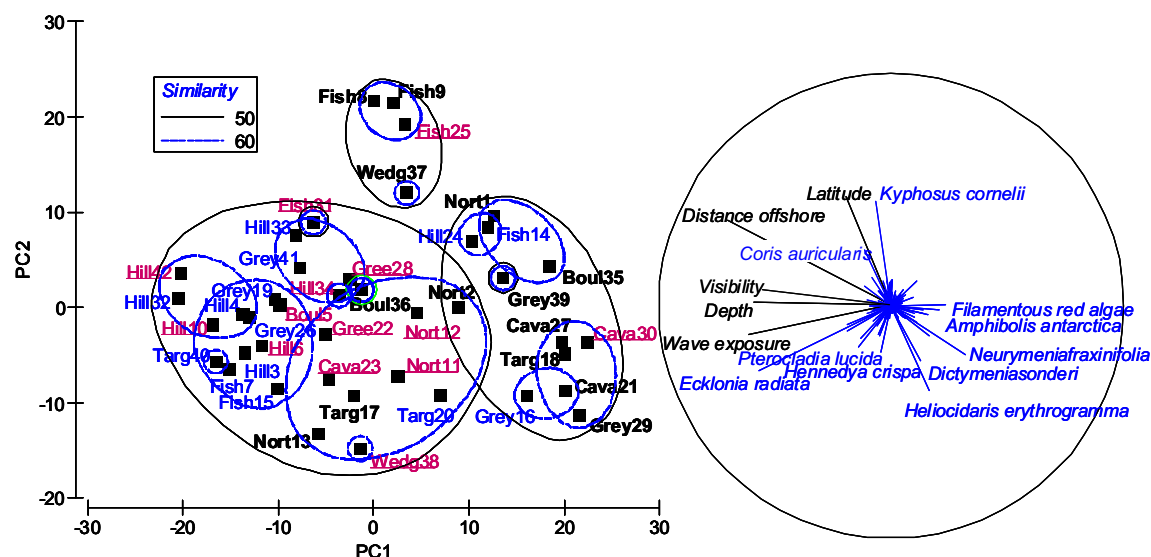 30
20
10
0
-10
-20
PC2
-30
-20
-10
0
10
20
30
PC1
Similarity
50
60
Fish9
Fish25
Wedg37
Fish31
Nort1
Hill33
Hill24
Fish14
Grey41
Hill42
Gree28
Boul35
Hill32
Grey19
Hill34
Hill4
Boul36
Nort2
Grey39
Boul5
Hill10
Grey26
Gree22
Nort12
Cava27
Cava30
Hill6
Targ40
Hill3
Cava23
Nort11
Targ18
Fish7
Fish15
Targ17
Targ20
Cava21
Grey16
Grey29
Nort13
Wedg38
Latitude
Kyphosus cornelii
Distance offshore
Coris auricularis
Visibility
Depth
Filamentous red algae
Amphibolis antarctica
Wave exposure
Pterocladia lucida
Neurymeniafraxinifolia
Hennedya crispa
Dictymeniasonderi
Ecklonia radiata
Heliocidaris erythrogramma